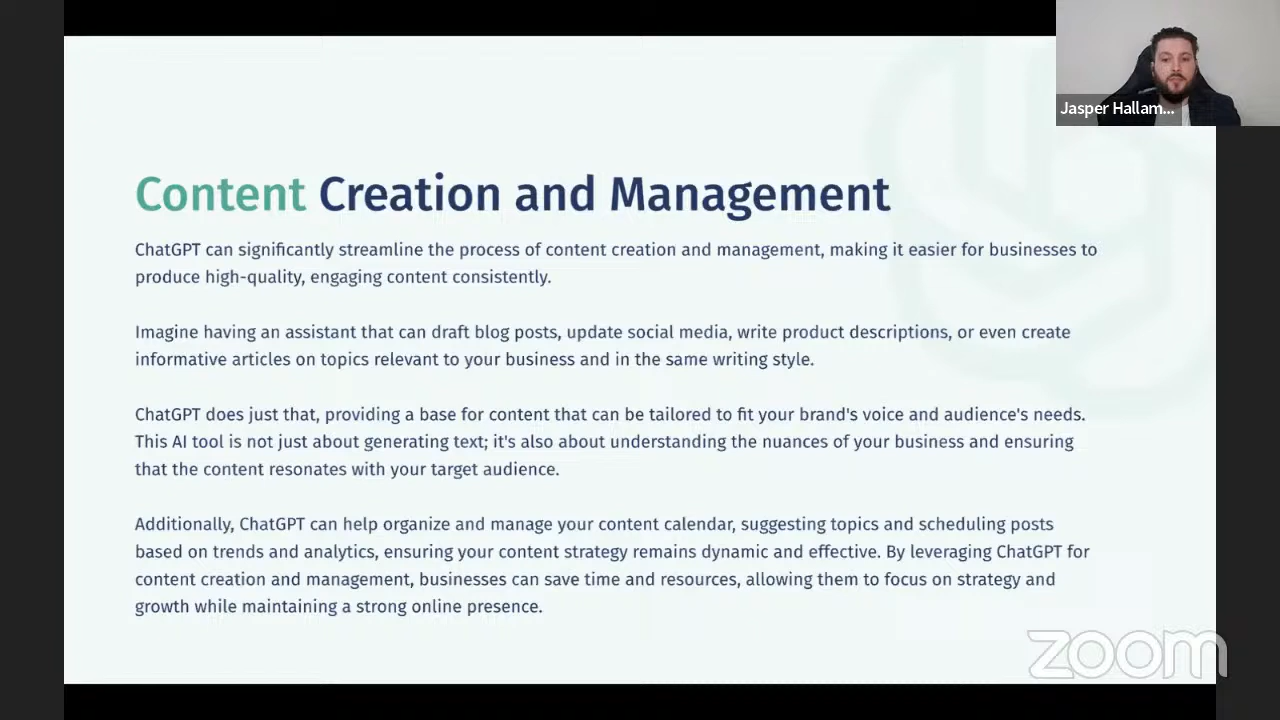 Jasper Hallam...
Content Creation and Management
ChatGPT can significantly streamline the process of content creation and management, making it easier for businesses to
produce high-quality, engaging content consistently.
Imagine having an assistant that can draft blog posts, update social media, write product descriptions, or even create
informative articles on topics relevant to your business and in the same writing style.
ChatGPT does just that, providing a base for content that can be tailored to fit your brand's voice and audience's needs.
This AI tool is not just about generating text; it's also about understanding the nuances of your business and ensuring
that the content resonates with your target audience.
Additionally, ChatGPT can help organize and manage your content calendar, suggesting topics and scheduling posts
based on trends and analytics, ensuring your content strategy remains dynamic and effective. By leveraging ChatGPT for
content creation and management, businesses can save time and resources, allowing them to focus on strategy and
growth while maintaining a strong online presence.
zoom